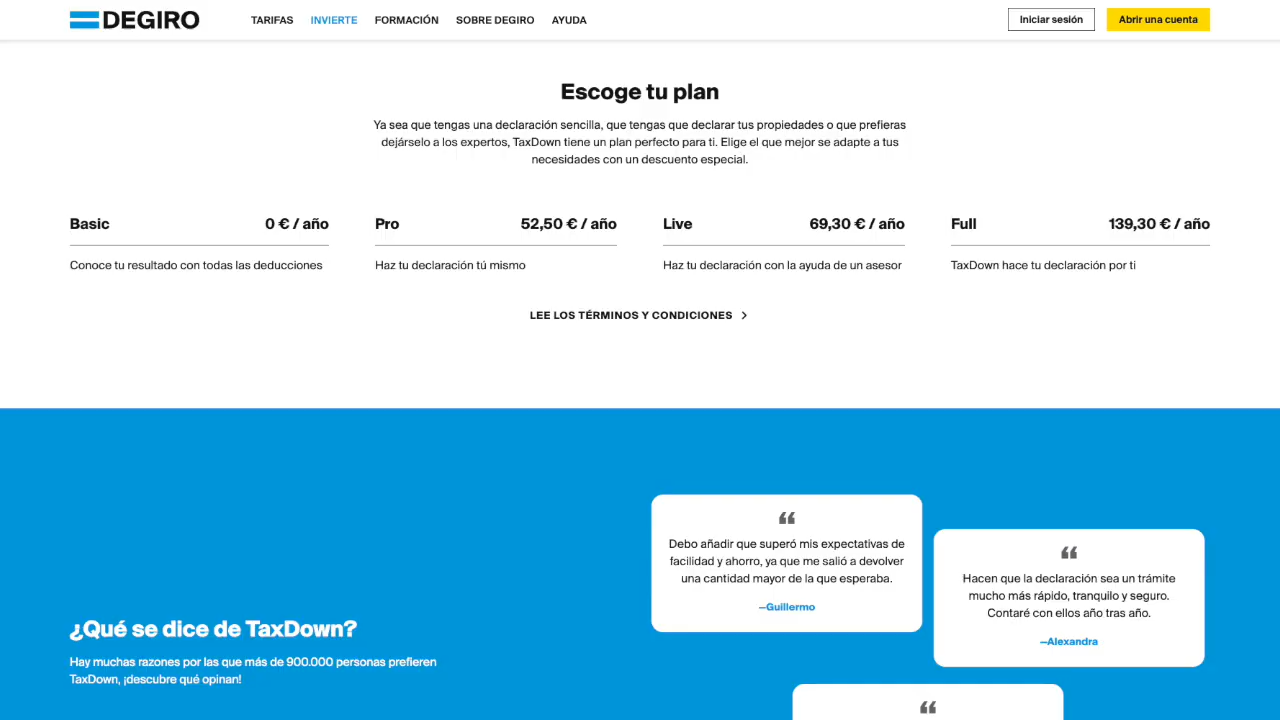 DEGIRO
TARIFAS
INVIERTE
FORMACIÓN
SOBRE DEGIRO
AYUDA
Iniciar sesión
Abrir una cuenta
Escoge tu plan
Ya sea que tengas una declaración sencilla, que tengas que declarar tus propiedades o que prefieras
dejárselo a los expertos, TaxDown tiene un plan perfecto para ti. Elige el que mejor se adapte a tus
necesidades con un descuento especial.
Basic
0 € / año
Conoce tu resultado con todas las deducciones
Pro
52,50 € / año
Haz tu declaración tú mismo
Live
69,30 € / año
Haz tu declaración con la ayuda de un asesor
Full
139,30 € / año
TaxDown hace tu declaración por ti
LEE LOS TÉRMINOS Y CONDICIONES
¿Qué se dice de TaxDown?
Hay muchas razones por las que más de 900.000 personas prefieren
TaxDown, ¡descubre qué opinan!
Debo añadir que superó mis expectativas de
facilidad y ahorro, ya que me salió a devolver
una cantidad mayor de la que esperaba.
—Guillermo
Hacen que la declaración sea un trámite
mucho más rápido, tranquilo y seguro.
Contaré con ellos año tras año.
—Alexandra